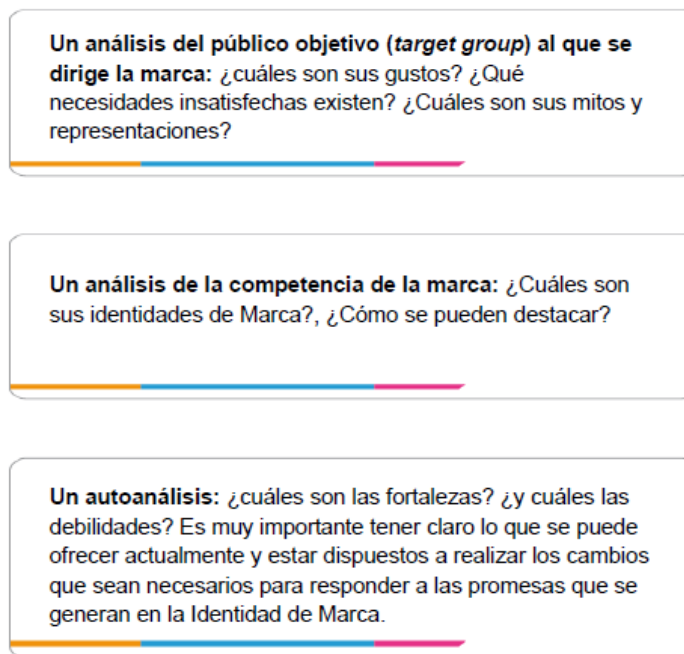 Un análisis del público objetivo (target group) al que se
dirige la marca: ¿cuáles son sus gustos? ¿Qué
necesidades insatisfechas existen? ¿Cuáles son sus mitos y
representaciones?
Un análisis de la competencia de la marca: ¿Cuáles son
sus identidades de Marca?, ¿Cómo se pueden destacar?
Un autoanálisis: ¿cuáles son las fortalezas? ¿y cuáles las
debilidades? Es muy importante tener claro lo que se puede
ofrecer actualmente y estar dispuestos a realizar los cambios
que sean necesarios para responder a las promesas que se
generan en la Identidad de Marca.